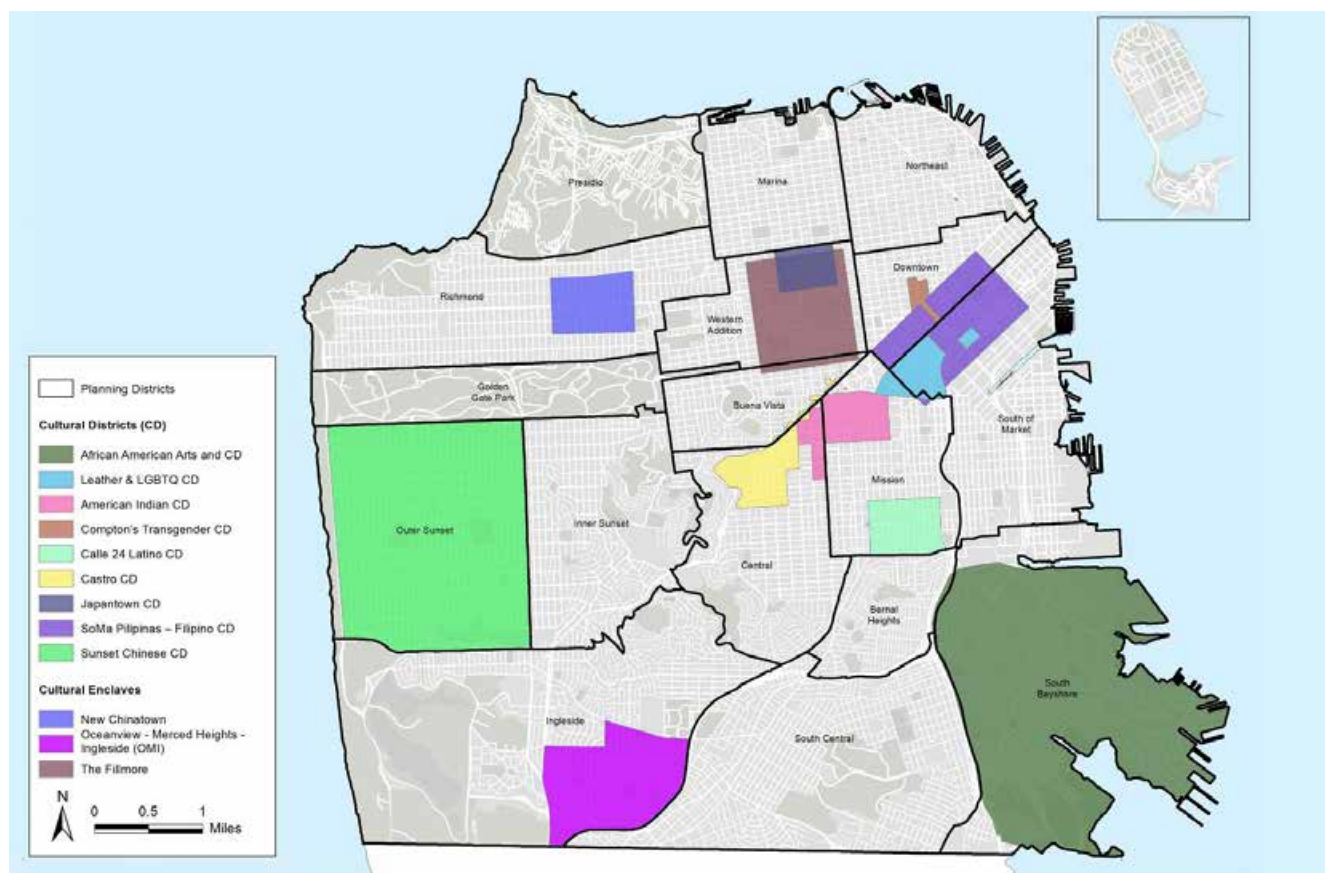 Presidio
Marina
Northeast
Richmond
Downtown
Western
Addition
Golden
Gate Park
Buena Vista
South of
Market
Mission
Outer Sunset
Inner Sunset
Central
Bernal
Heights
South
Bayshore
Ingleside
South Central
Planning Districts
Cultural Districts (CD)
African American Arts and CD
Leather & LGBTQ CD
American Indian CD
Compton's Transgender CD
Calle 24 Latino CD
Castro CD
Japantown CD
SoMa Pilipinas – Filipino CD
Sunset Chinese CD
Cultural Enclaves
New Chinatown
Oceanview - Merced Heights -
Ingleside (OMI)
The Fillmore
N
0 0.5 1
Miles